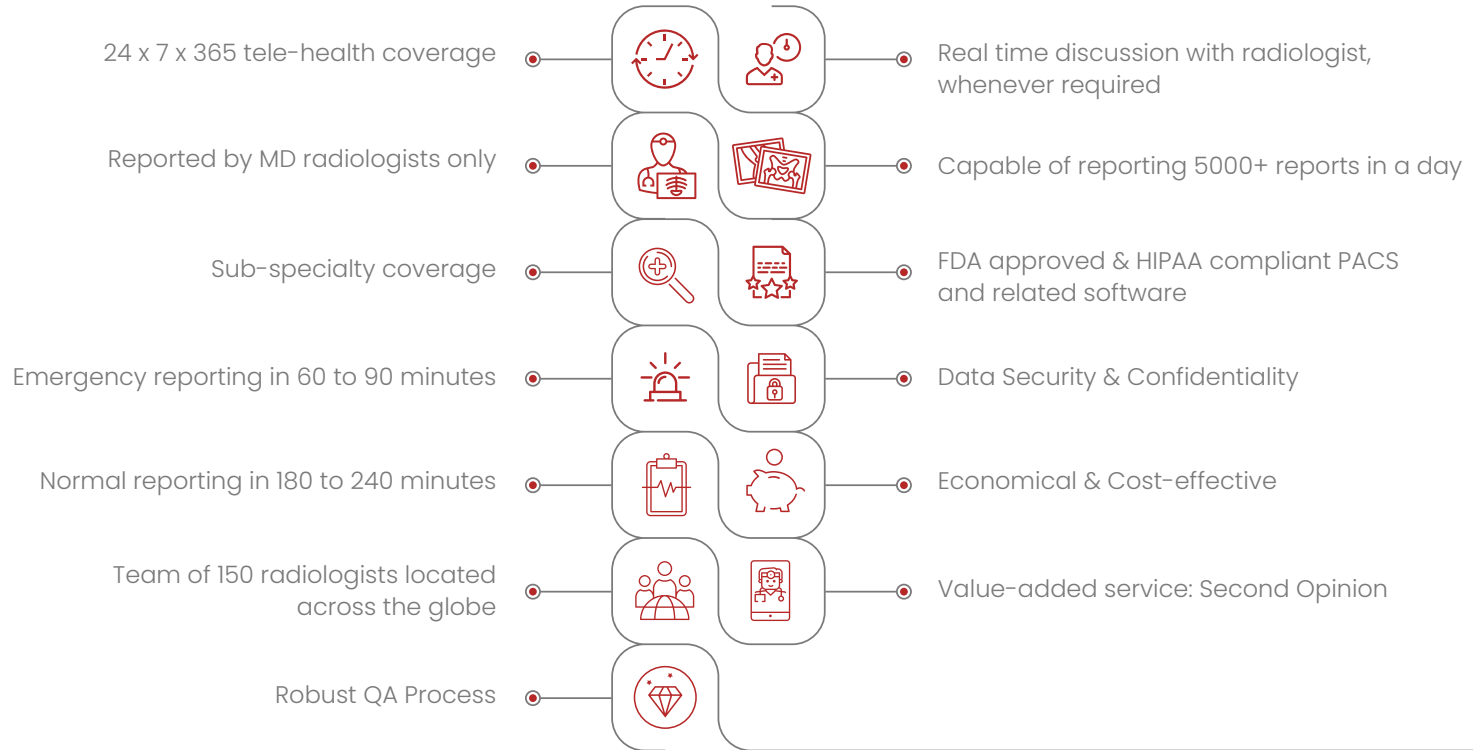 24 x 7 x 365 tele-health coverage
Real time discussion with radiologist,
whenever required
Reported by MD radiologists only
Capable of reporting 5000+ reports in a day
Sub-specialty coverage
FDA approved & HIPAA compliant PACS
and related software
Emergency reporting in 60 to 90 minutes
Data Security & Confidentiality
Normal reporting in 180 to 240 minutes
Economical & Cost-effective
Team of 150 radiologists located
across the globe
Value-added service: Second Opinion
Robust QA Process